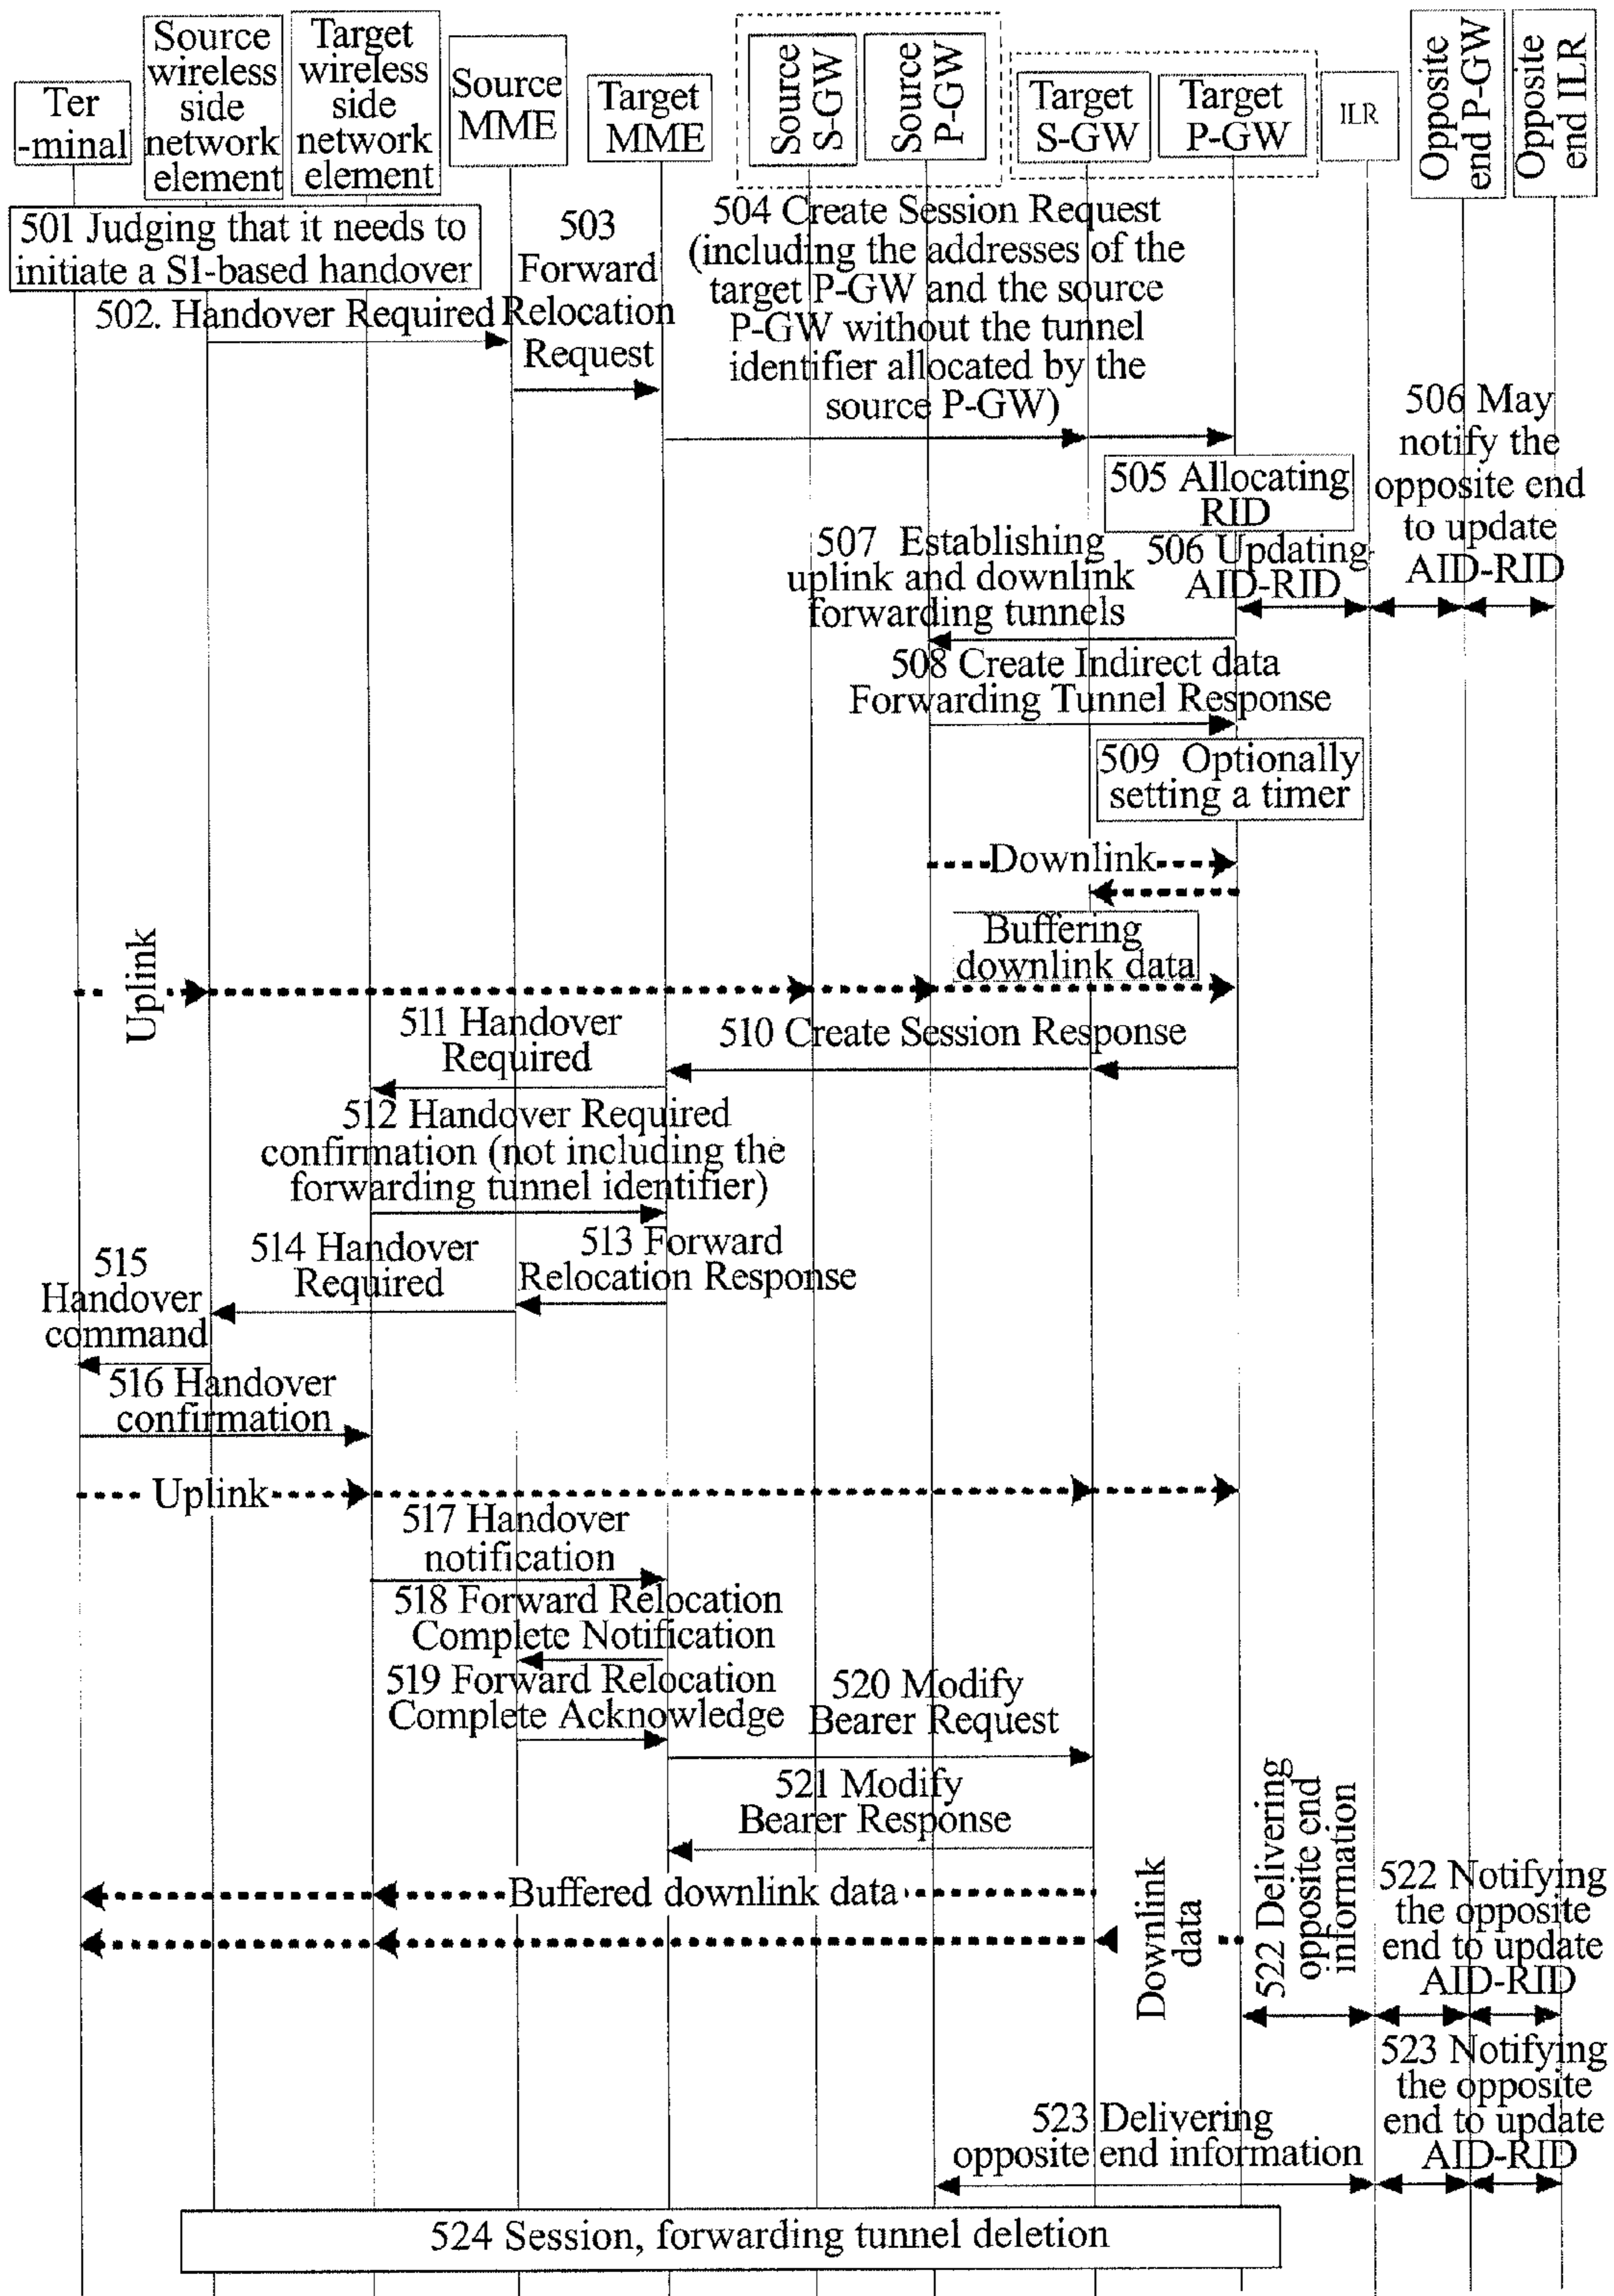 Ter
-minal
Source
wireless
side
network
element
Target
wireless
side
network
element
Source
MME
Target
MME
Source
S-GW
Source
P-GW
Target
S-GW
Target
P-GW
ILR
Opposite
end P-GW
Opposite
end ILR
501 Judging that it needs to
initiate a S1-based handover
502. Handover Required
503
Forward
Relocation
Request
504 Create Session Request
(including the addresses of the
target P-GW and the source
P-GW without the tunnel
identifier allocated by the
source P-GW)
505 Allocating
RID
506 May
notify the
opposite end
to update
AID-RID
506 Updating
AID-RID
507 Establishing
uplink and downlink
forwarding tunnels
508 Create Indirect data
Forwarding Tunnel Response
509 Optionally
setting a timer
Downlink
Buffering
downlink data
Uplink
510 Create Session Response
511 Handover
Required
512 Handover Required
confirmation (not including the
forwarding tunnel identifier)
513 Forward
Relocation Response
514 Handover
Required
515
Handover
command
516 Handover
confirmation
Uplink
517 Handover
notification
518 Forward Relocation
Complete Notification
519 Forward Relocation
Complete Acknowledge
520 Modify
Bearer Request
521 Modify
Bearer Response
Buffered downlink data
Downlink
data
522 Delivering
opposite end
information
522 Notifying
the opposite
end to update
AID-RID
523 Notifying
the opposite
end to update
AID-RID
523 Delivering
opposite end information
524 Session, forwarding tunnel deletion